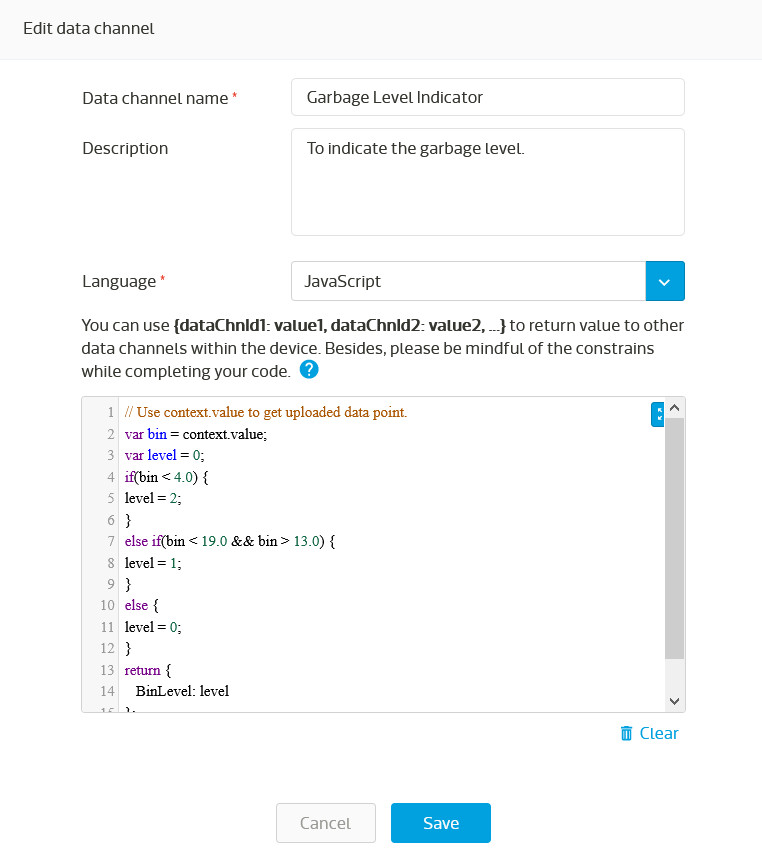 Edit data channel
Data channel name *
Garbage Level Indicator
Description
To indicate the garbage level.
Language *
JavaScript
You can use {dataChnId1: value1, dataChnId2: value2, ...} to return value to other
data channels within the device. Besides, please be mindful of the constrains
while completing your code. ?
1 // Use context.value to get uploaded data point.
2 var bin = context.value;
3 var level = 0;
4 if(bin < 4.0) {
5 level = 2;
6 }
7 else if(bin < 19.0 && bin > 13.0) {
8 level = 1;
9 }
10 else {
11 level = 0;
12 }
13 return {
14 BinLevel: level
15 };
Clear
Cancel
Save